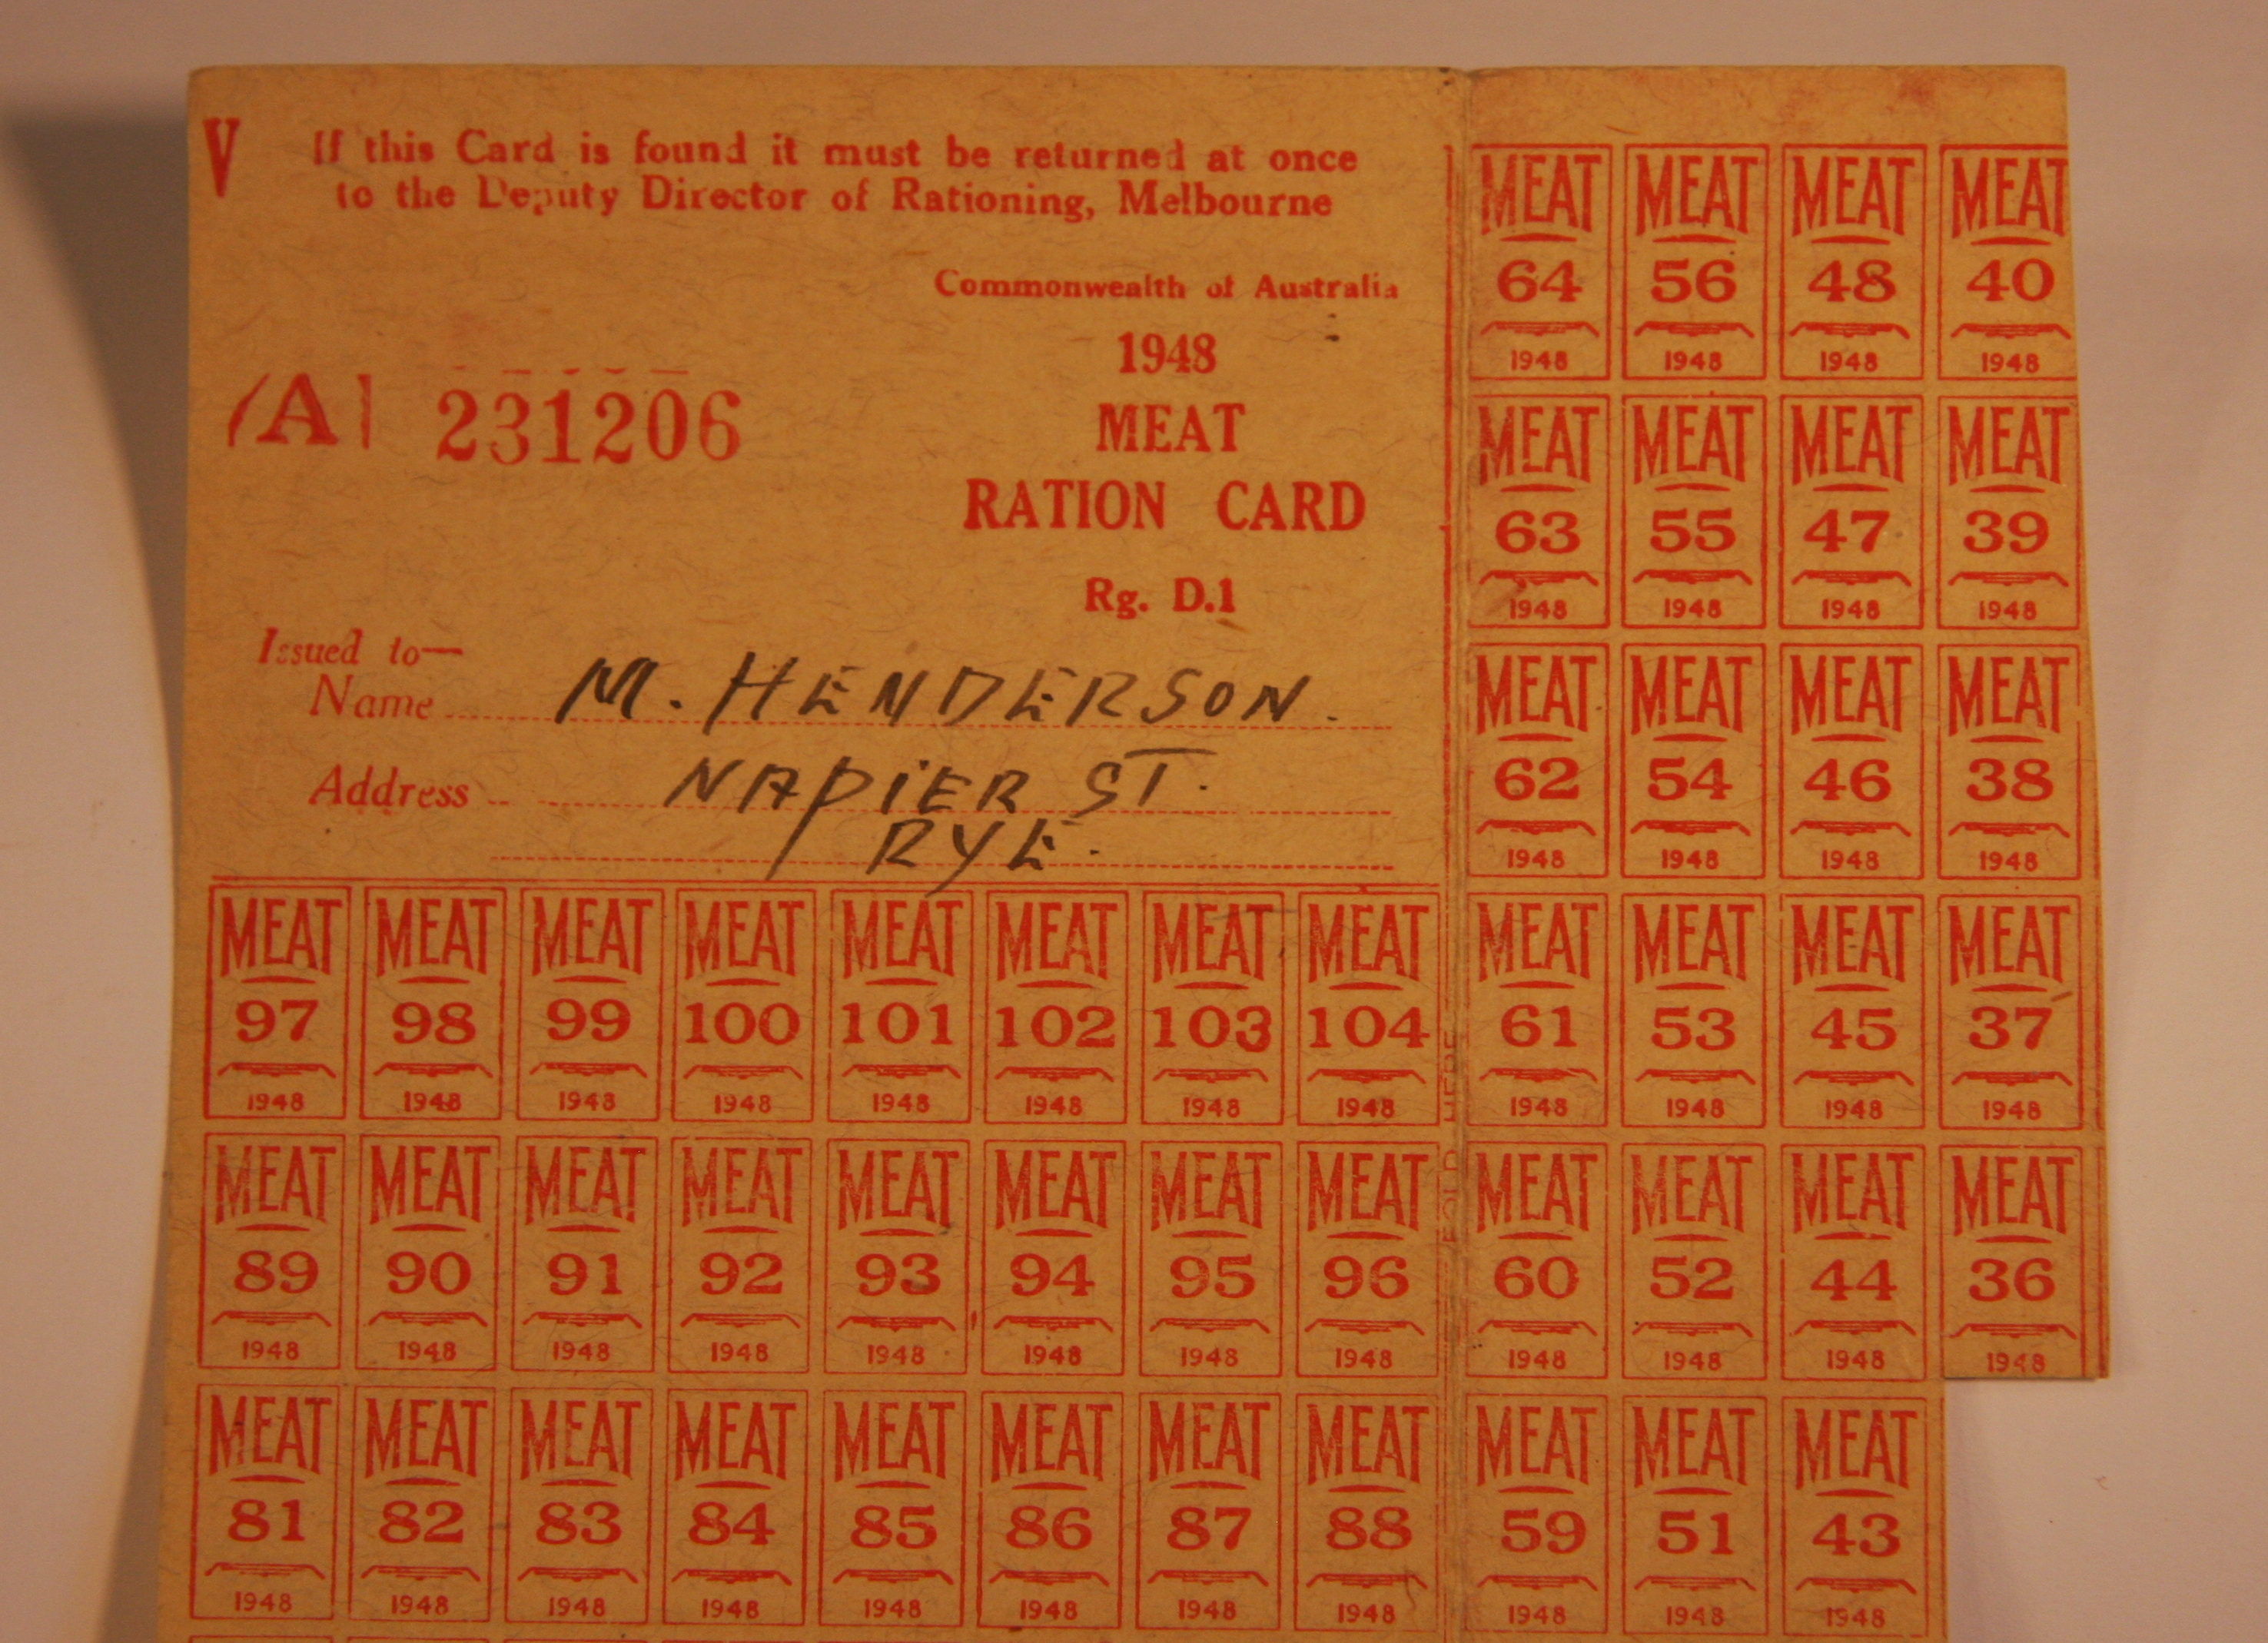 V
If this Card is found it must be returned at once
to the Deputy Director of Rationing, Melbourne
Commonwealth of Australia
1948
MEAT
RATION CARD
Rg. D.1
A 231206
Issued to—
Name M. HENDERSON.
Address NAPIER ST.
RYE.
MEAT MEAT MEAT MEAT
64 56 48 40
1948 1948 1948 1948
MEAT MEAT MEAT MEAT
63 55 47 39
1948 1948 1948 1948
MEAT MEAT MEAT MEAT
62 54 46 38
1948 1948 1948 1948
MEAT MEAT MEAT MEAT MEAT MEAT MEAT MEAT MEAT MEAT MEAT MEAT
97 98 99 100 101 102 103 104 61 53 45 37
1948 1948 1948 1948 1948 1948 1948 1948 1948 1948 1948 1948
MEAT MEAT MEAT MEAT MEAT MEAT MEAT MEAT MEAT MEAT MEAT MEAT
89 90 91 92 93 94 95 96 60 52 44 36
1948 1948 1948 1948 1948 1948 1948 1948 1948 1948 1948 1948
MEAT MEAT MEAT MEAT MEAT MEAT MEAT MEAT MEAT MEAT MEAT
81 82 83 84 85 86 87 88 59 51 43
1948 1948 1948 1948 1948 1948 1948 1948 1948 1948 1948
FOLD HERE